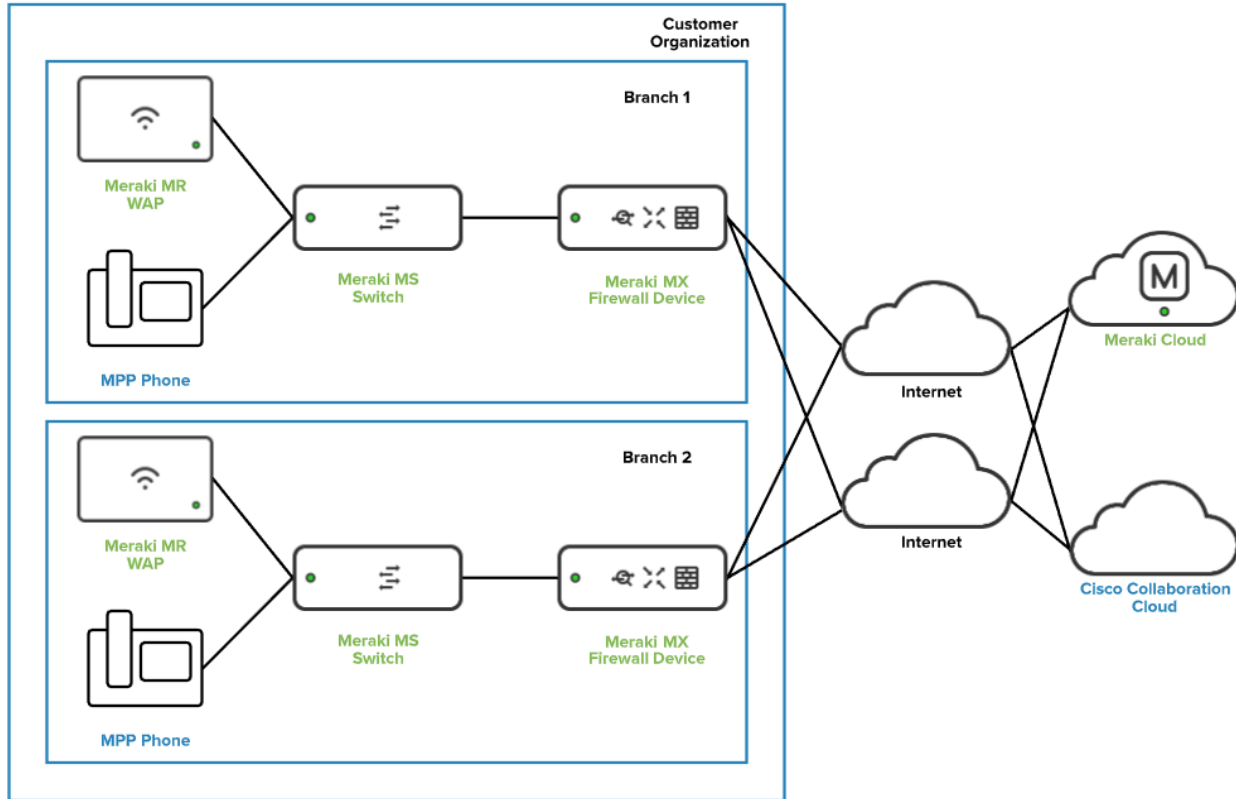 Customer
Organization
Branch 1
Meraki MR
WAP
Meraki MS
Switch
Meraki MX
Firewall Device
MPP Phone
Internet
M
Meraki Cloud
Branch 2
Meraki MR
WAP
Meraki MS
Switch
Meraki MX
Firewall Device
MPP Phone
Internet
Cisco Collaboration
Cloud